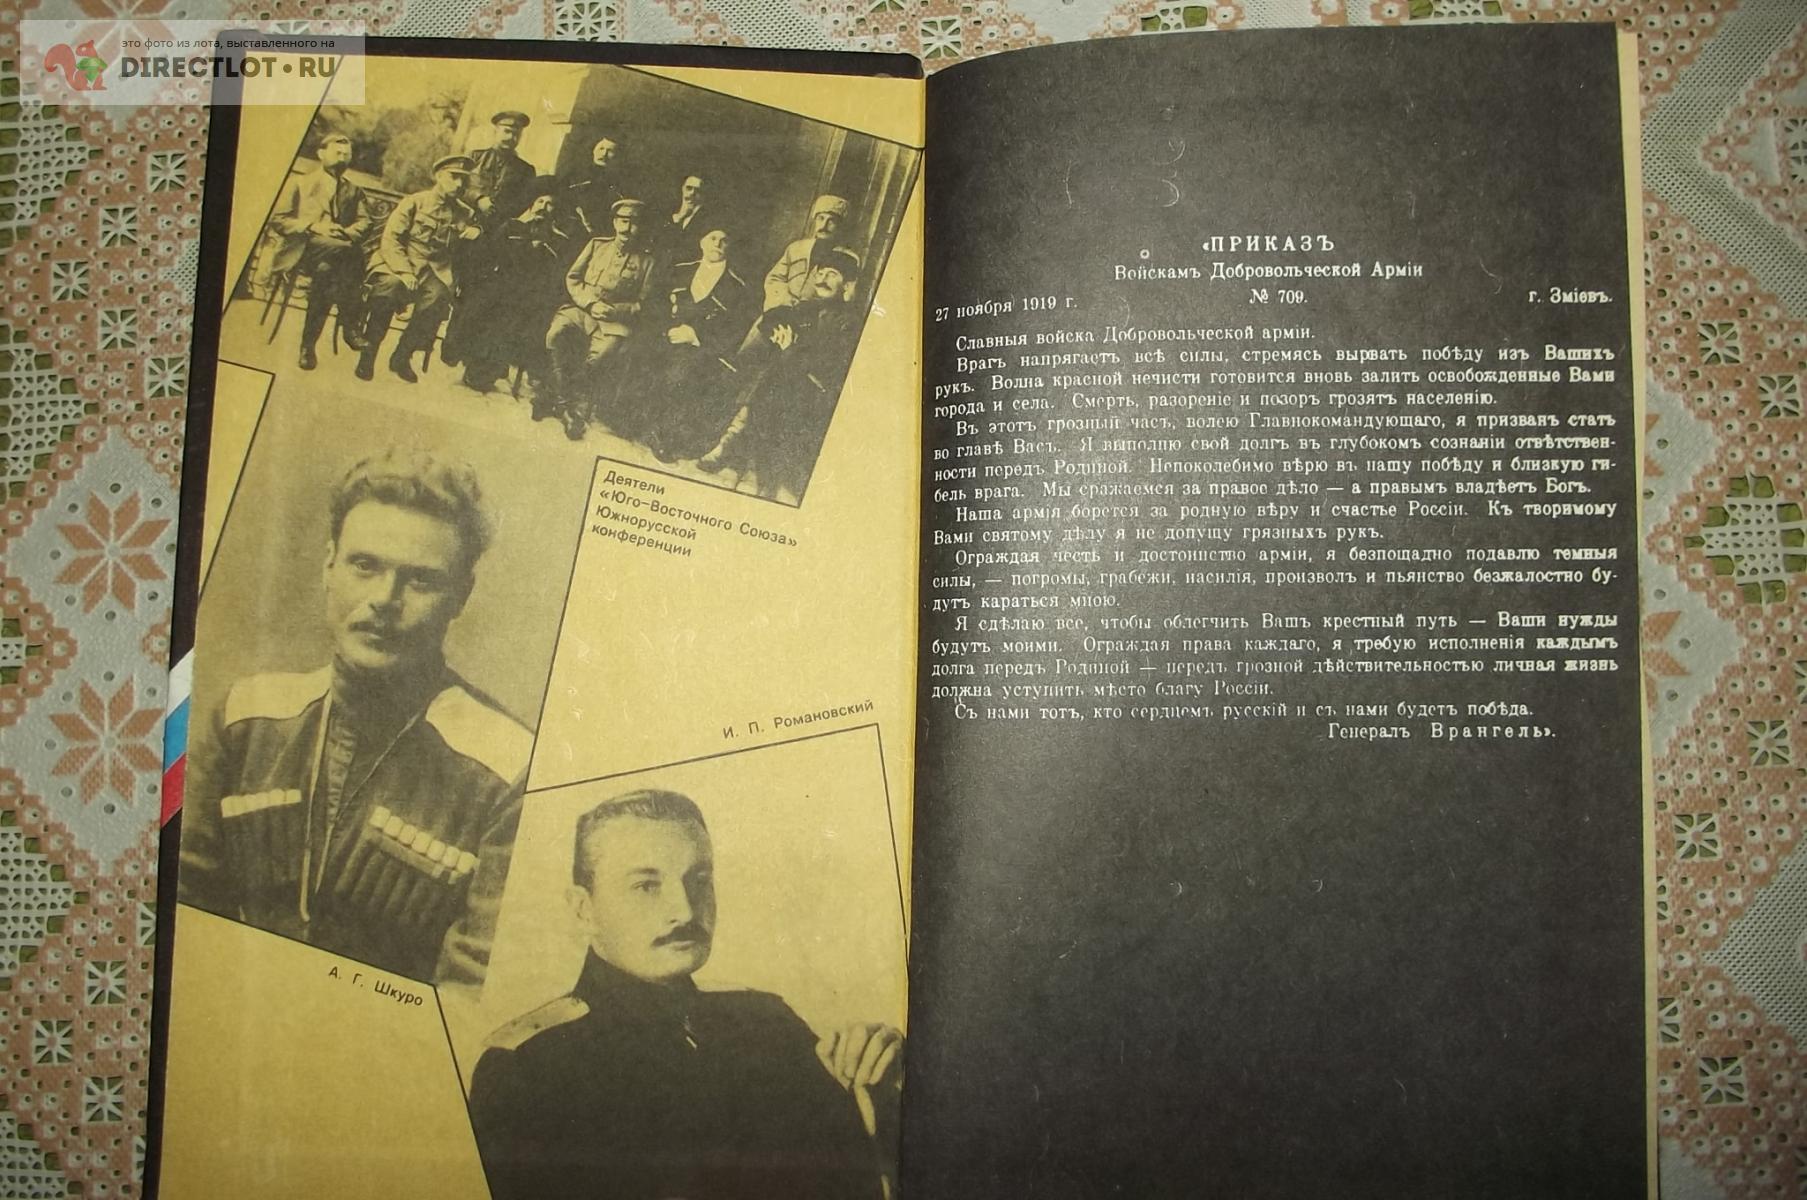 это фото из лота, выставленного на
DIRECTLOT.RU
Деятели
«Юго-Восточного Союза»
Южнорусской
конференции
И. П. Романовский
А. Г. Шкуро
«ПРИКАЗЪ
Войскамъ Добровольческой Арміи
27 ноября 1919 г. № 709. г. Зміевъ.
Славныя войска Добровольческой арміи.
Врагъ напрягаетъ всѣ силы, стремясь вырвать побѣду изъ Вашихъ
рукъ. Волна красной нечисти готовится вновь залить освобожденные Вами
города и села. Смерть, разореніе и позоръ грозятъ населенію.
Въ этотъ грозный часъ, волею Главнокомандующаго, я призванъ стать
во главѣ Васъ. Я выполню свой долгъ въ глубокомъ сознаніи отвѣтствен-
ности передъ Родиной. Непоколебимо вѣрю въ нашу побѣду и близкую ги-
бель врага. Мы сражаемся за правое дѣло — а правымъ владѣетъ Богъ.
Наша армія борется за родную вѣру и счастье Россіи. Къ творимому
Вами святому дѣлу я не допущу грязныхъ рукъ.
Ограждая честь и достоинство арміи, я безпощадно подавлю темныя
силы, — погромы, грабежи, насилія, произволъ и пьянство безжалостно бу-
дутъ караться мною.
Я сдѣлаю все, чтобы облегчить Вашъ крестный путь — Ваши нужды
будутъ моими. Ограждая права каждаго, я требую исполненія каждымъ
долга передъ Родиной — передъ грозной дѣйствительностью личная жизнь
должна уступить мѣсто благу Россіи.
Съ нами тотъ, кто сердцемъ русскій и съ нами будетъ побѣда.
Генералъ Врангель».